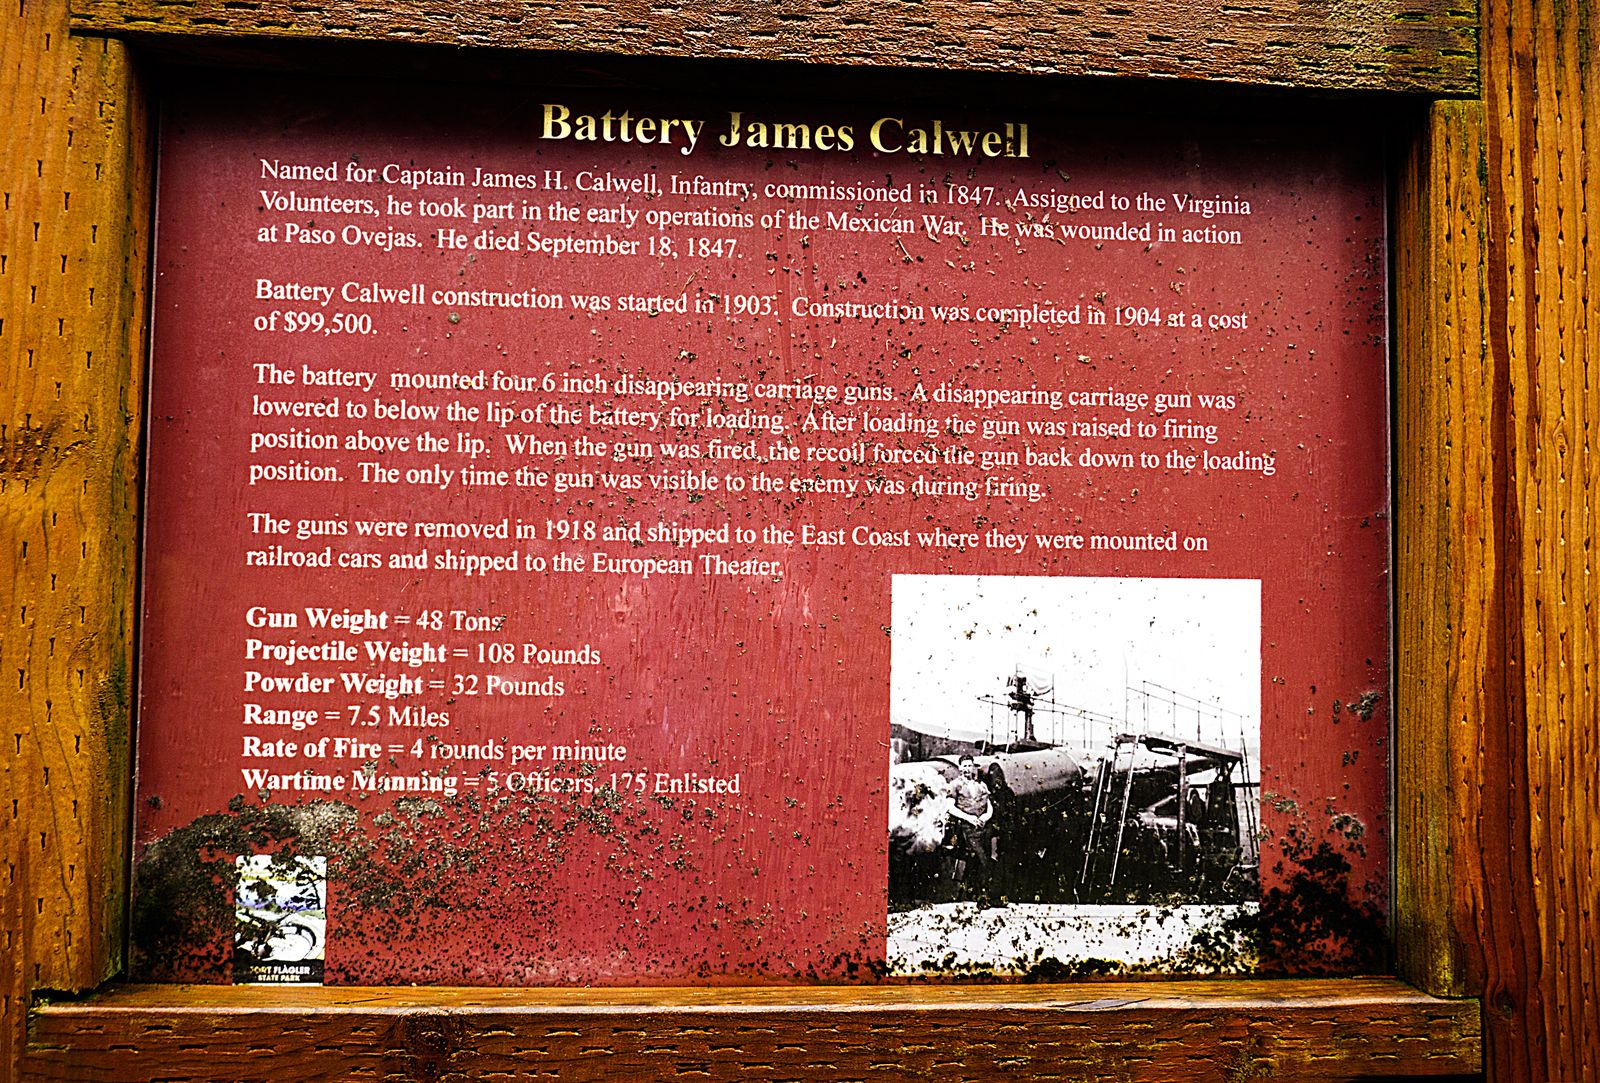 Battery James Calwell
Named for Captain James H. Calwell, Infantry, commissioned in 1847. Assigned to the Virginia
Volunteers, he took part in the early operations of the Mexican War. He was wounded in action
at Paso Ovejas. He died September 18, 1847.
Battery Calwell construction was started in 1903. Construction was completed in 1904 at a cost
of $99,500.
The battery mounted four 6 inch disappearing carriage guns. A disappearing carriage gun was
lowered to below the lip of the battery for loading. After loading the gun was raised to firing
position above the lip. When the gun was fired, the recoil forced the gun back down to the loading
position. The only time the gun was visible to the enemy was during firing.
The guns were removed in 1918 and shipped to the East Coast where they were mounted on
railroad cars and shipped to the European Theater.
Gun Weight = 48 Tons
Projectile Weight = 108 Pounds
Powder Weight = 32 Pounds
Range = 7.5 Miles
Rate of Fire = 4 rounds per minute
Wartime Manning = 5 Officers, 175 Enlisted
FORT FLAGLER
STATE PARK